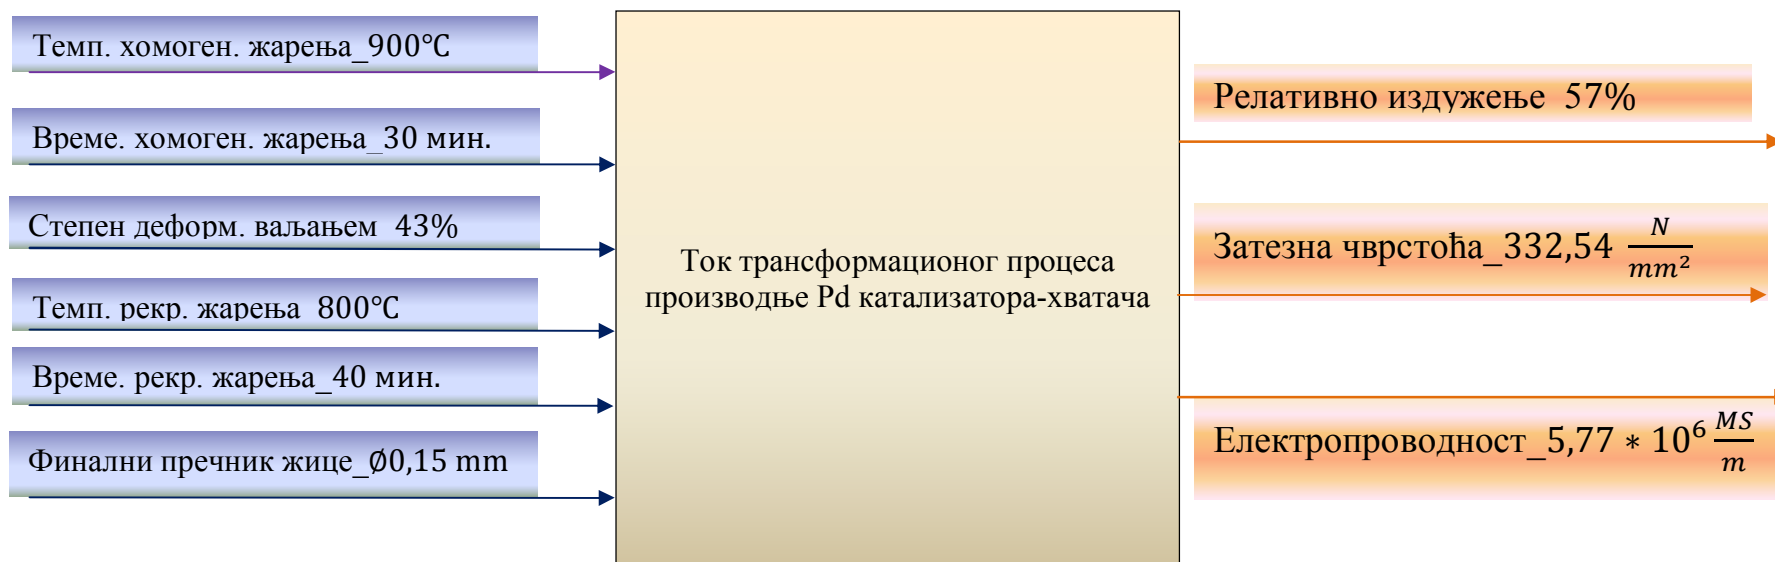 Темп. хомоген. жарења_900°C
Време. хомоген. жарења_30 мин.
Степен деформ. ваљањем 43%
Темп. рекр. жарења 800°C
Време. рекр. жарења_40 мин.
Финални пречник жице_Ø0,15 mm
Ток трансформационог процеса
производње Pd катализатора-хватача
Релативно издужење 57%
Затезна чврстоћа_332,54 N/mm²
Електропроводност_5,77 * 10⁶ MS/m